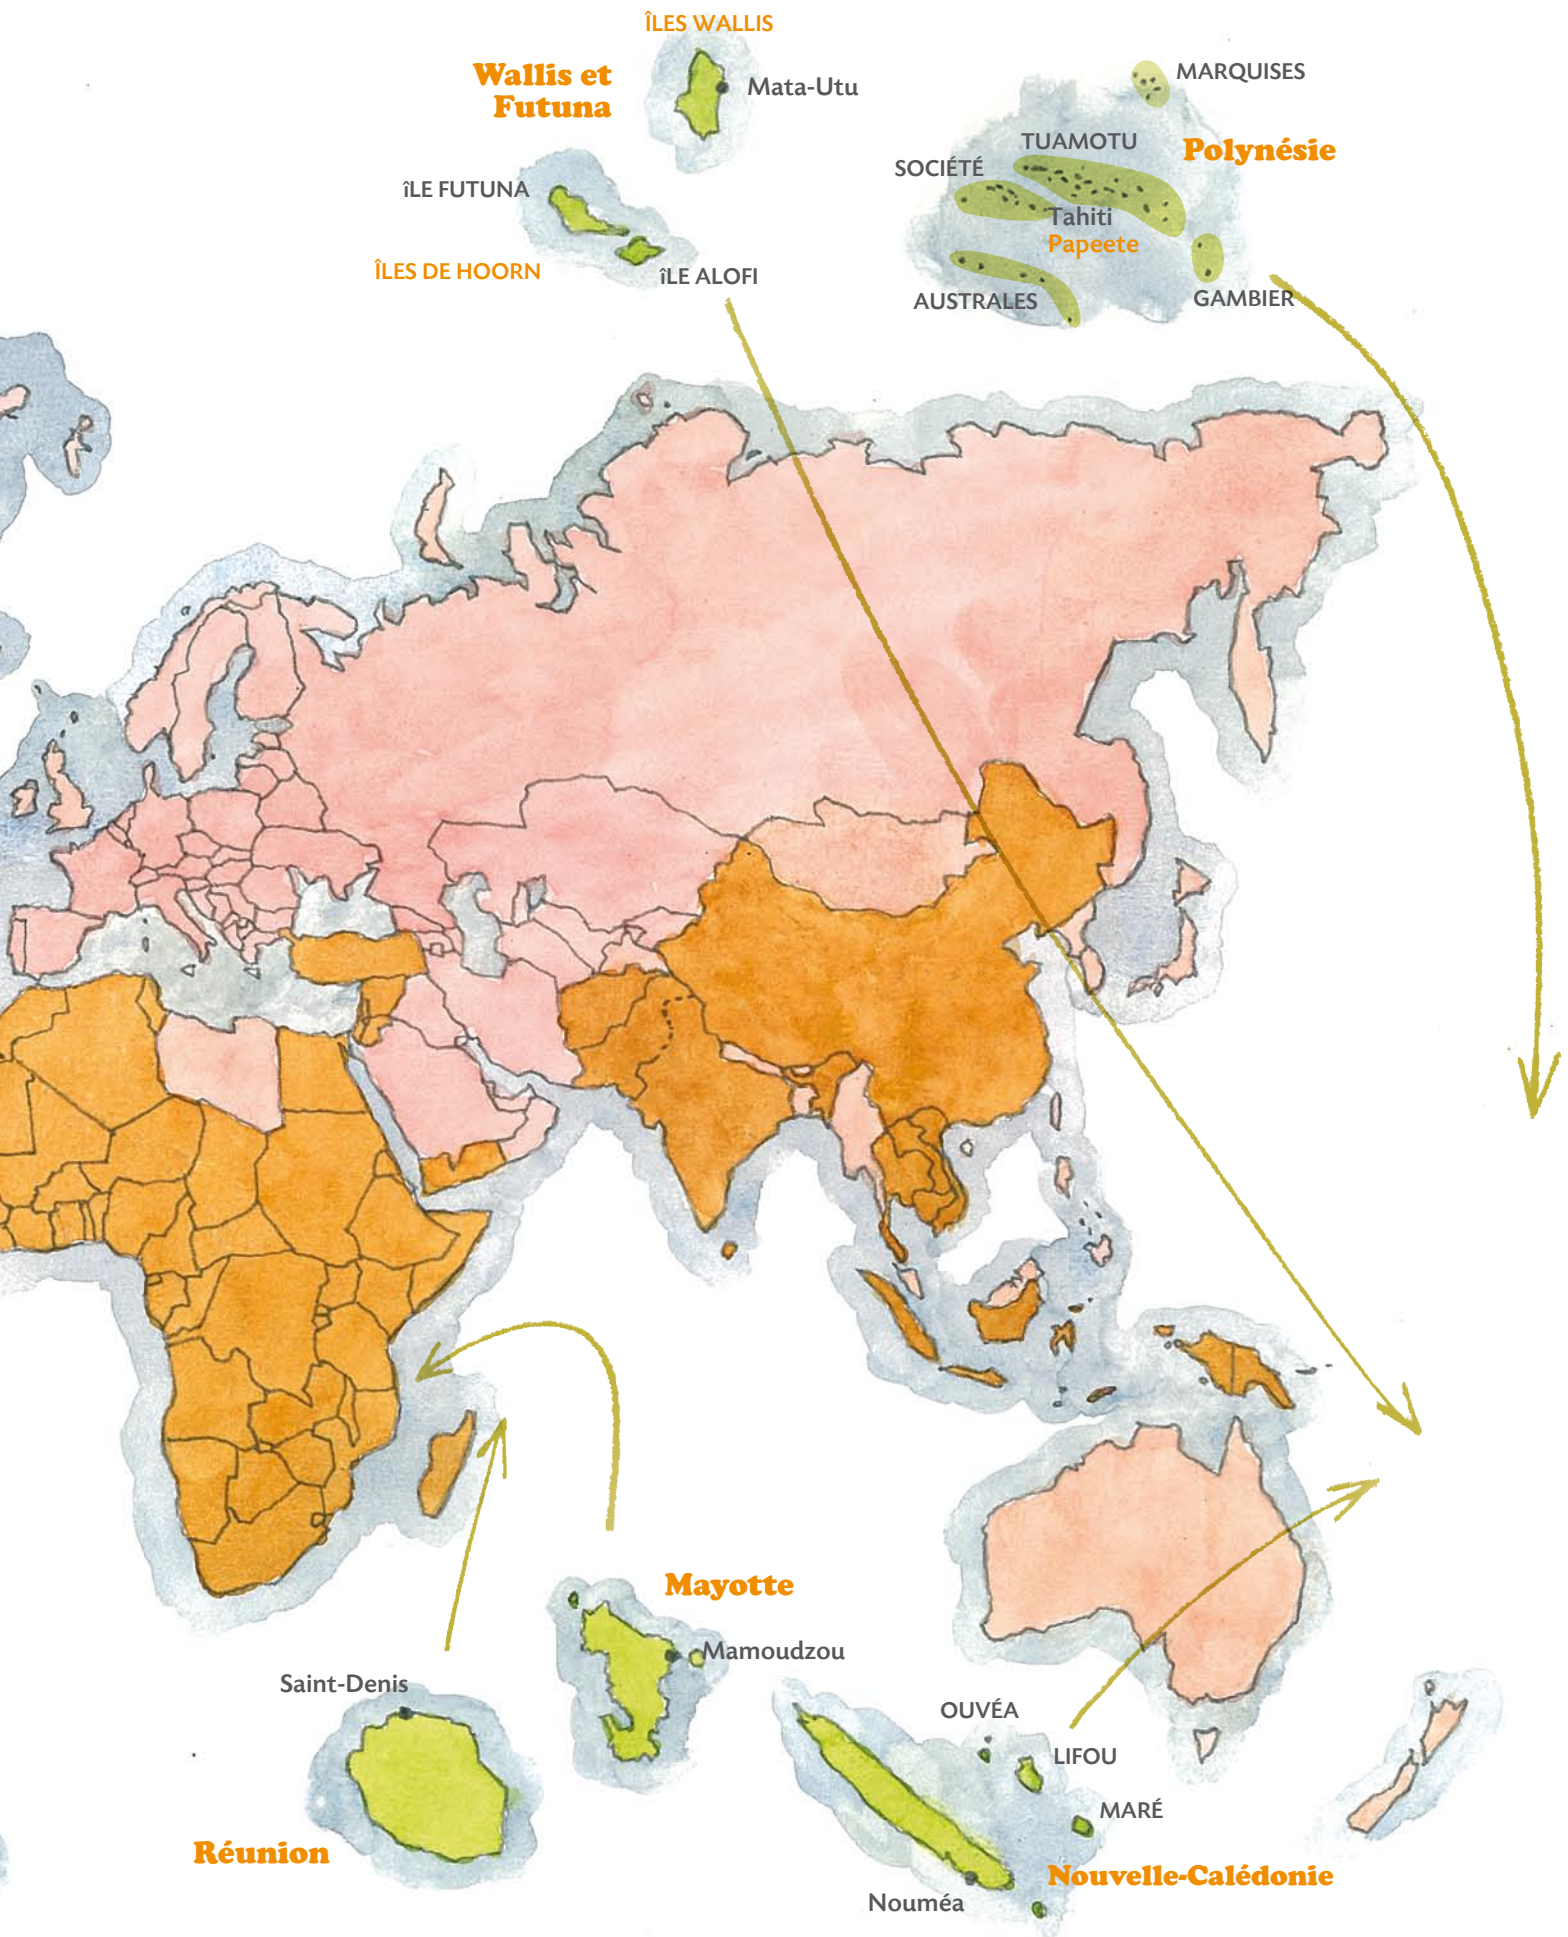 ÎLES WALLIS
Wallis et
Futuna
Mata-Utu
îLE FUTUNA
ÎLES DE HOORN
îLE ALOFI
MARQUISES
TUAMOTU
Polynésie
SOCIÉTÉ
Tahiti
Papeete
AUSTRALES
GAMBIER
Mayotte
Mamoudzou
Saint-Denis
Réunion
OUVÉA
LIFOU
MARÉ
Nouvelle-Calédonie
Nouméa